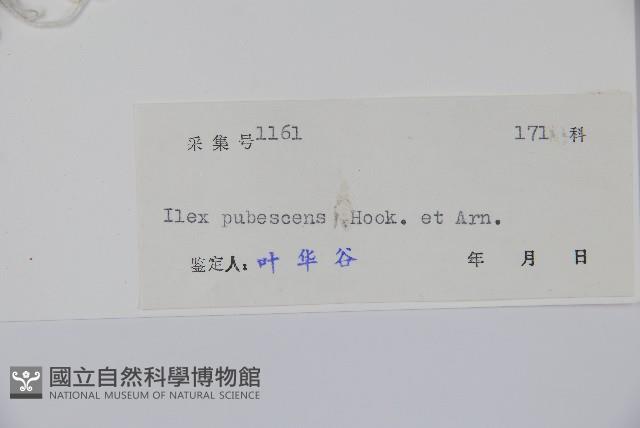 采集号1161 171 科
Ilex pubescens Hook. et Arn.
鉴定人: 叶华谷 年 月 日
國立自然科學博物館
NATIONAL MUSEUM OF NATURAL SCIENCE